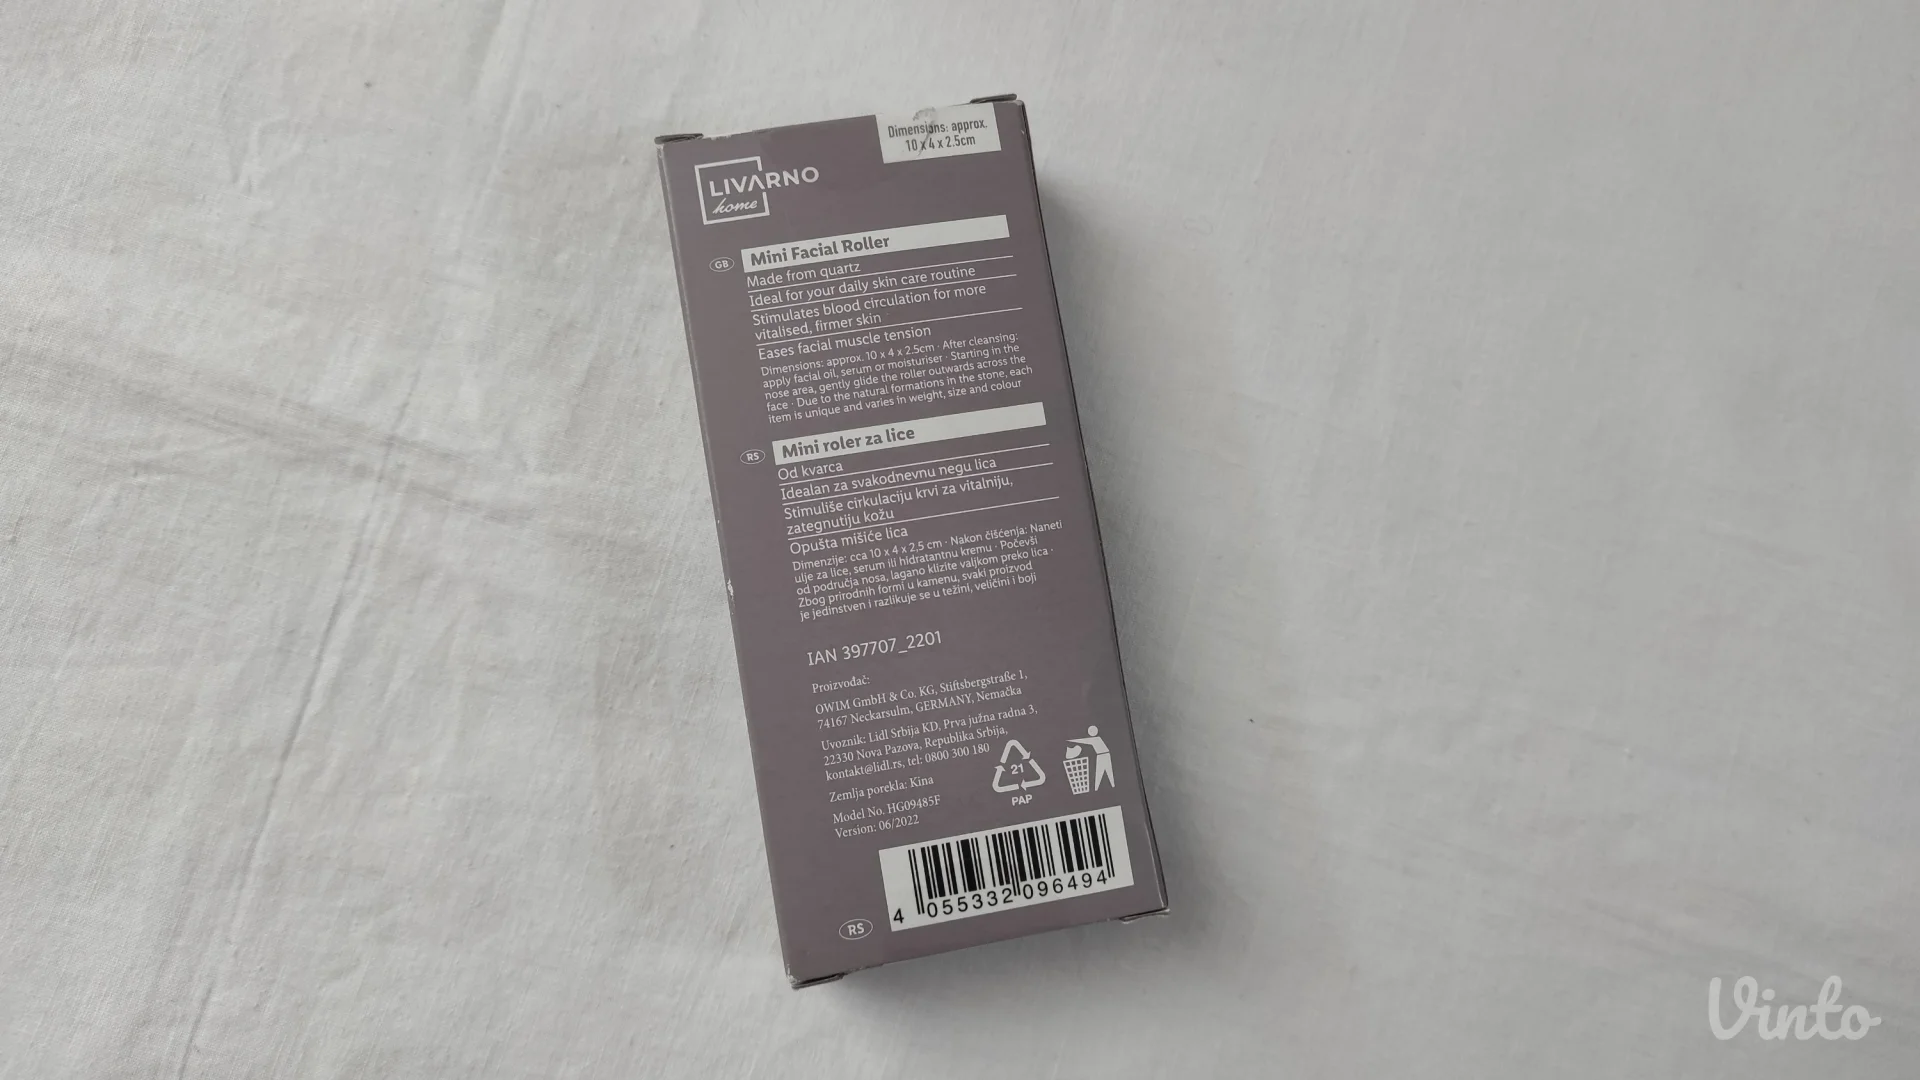 Dimensions: approx.
10 x 4 x 2.5cm
LIVARNO
home
GB
Mini Facial Roller
Made from quartz
Ideal for your daily skin care routine
Stimulates blood circulation for more
vitalised, firmer skin
Eases facial muscle tension
Dimensions: approx. 10 x 4 x 2.5cm · After cleansing:
apply facial oil, serum or moisturiser · Starting in the
nose area, gently glide the roller outwards across the
face · Due to the natural formations in the stone, each
item is unique and varies in weight, size and colour
RS
Mini roler za lice
Od kvarca
Idealan za svakodnevnu negu lica
Stimuliše cirkulaciju krvi za vitalniju,
zategnutiju kožu
Opušta mišiće lica
Dimenzije: cca 10 x 4 x 2,5 cm · Nakon čišćenja: Naneti
ulje za lice, serum ili hidratantnu kremu · Počevši
od područja nosa, lagano klizite valjkom preko lica ·
Zbog prirodnih formi u kamenu, svaki proizvod
je jedinstven i razlikuje se u težini, veličini i boji
IAN 397707_2201
Proizvođač:
OWIM GmbH & Co. KG, Stiftsbergstraße 1,
74167 Neckarsulm, GERMANY, Nemačka
Uvoznik: Lidl Srbija KD, Prva južna radna 3,
22330 Nova Pazova, Republika Srbija,
kontakt@lidl.rs, tel: 0800 300 180
Zemlja porekla: Kina
Model No. HG09485F
Version: 06/2022
21
PAP
4 055332 096494
RS
Vinto